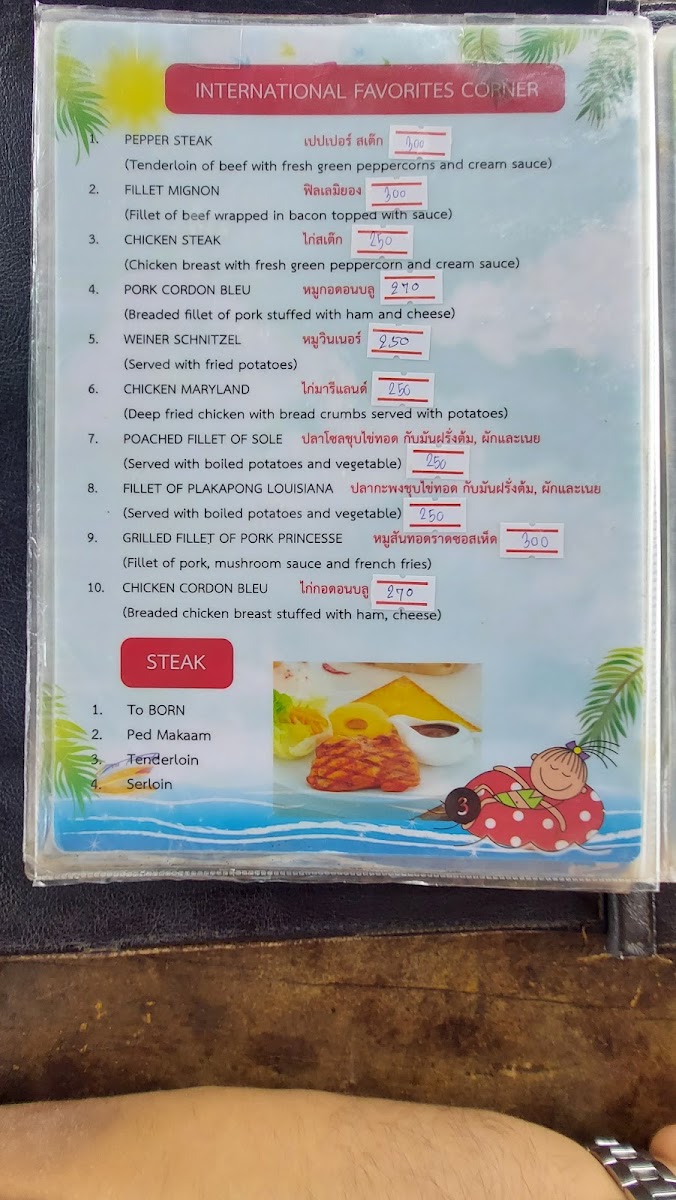 INTERNATIONAL FAVORITES CORNER
1. PEPPER STEAK เปปเปอร์ สเต๊ก 300
(Tenderloin of beef with fresh green peppercorns and cream sauce)
2. FILLET MIGNON ฟิลเลมิยอง 300
(Fillet of beef wrapped in bacon topped with sauce)
3. CHICKEN STEAK ไก่สเต๊ก 250
(Chicken breast with fresh green peppercorn and cream sauce)
4. PORK CORDON BLEU หมูกอดอนบลู 270
(Breaded fillet of pork stuffed with ham and cheese)
5. WEINER SCHNITZEL หมูวินเนอร์ 250
(Served with fried potatoes)
6. CHICKEN MARYLAND ไก่มารีแลนด์ 250
(Deep fried chicken with bread crumbs served with potatoes)
7. POACHED FILLET OF SOLE ปลาโซลชุบไข่ทอด กับมันฝรั่งต้ม, ผักและเนย
(Served with boiled potatoes and vegetable) 250
8. FILLET OF PLAKAPONG LOUISIANA ปลากะพงชุบไข่ทอด กับมันฝรั่งต้ม, ผักและเนย
(Served with boiled potatoes and vegetable) 250
9. GRILLED FILLET OF PORK PRINCESSE หมูสันทอดราดซอสเห็ด 300
(Fillet of pork, mushroom sauce and french fries)
10. CHICKEN CORDON BLEU ไก่กอดอนบลู 270
(Breaded chicken breast stuffed with ham, cheese)
STEAK
1. To BORN
2. Ped Makaam
3. Tenderloin
4. Serloin
3